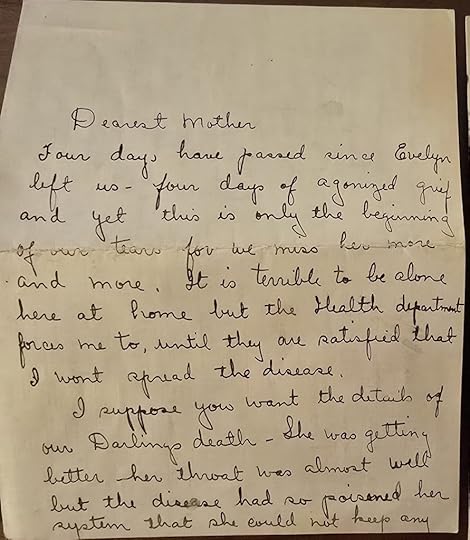 Dearest Mother
Four days have passed since Evelyn
left us - four days of agonized grief
and yet this is only the beginning
of our tears for we miss her more
and more. It is terrible to be alone
here at home but the Health department
forces me to, until they are satisfied that
I wont spread the disease.
I suppose you want the details of
our Darlings death - She was getting
better - her throat was almost well
but the disease had so poisoned her
system that she could not keep any